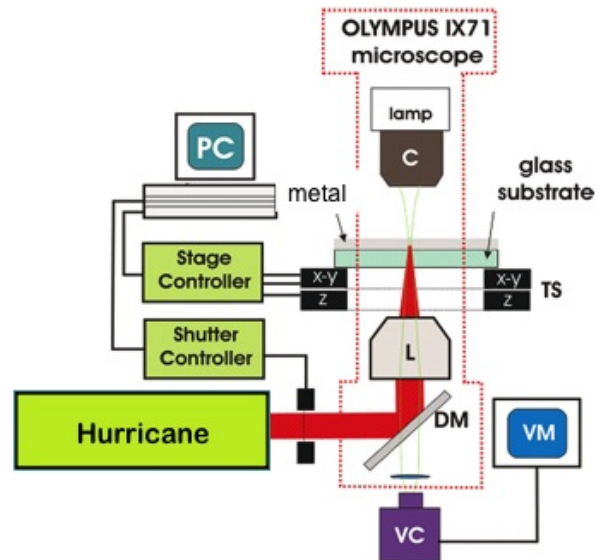 OLYMPUS IX71
microscope
lamp
C
PC
metal
glass
substrate
Stage
Controller
x-y
x-y
z
z
TS
Shutter
Controller
L
Hurricane
DM
VM
VC